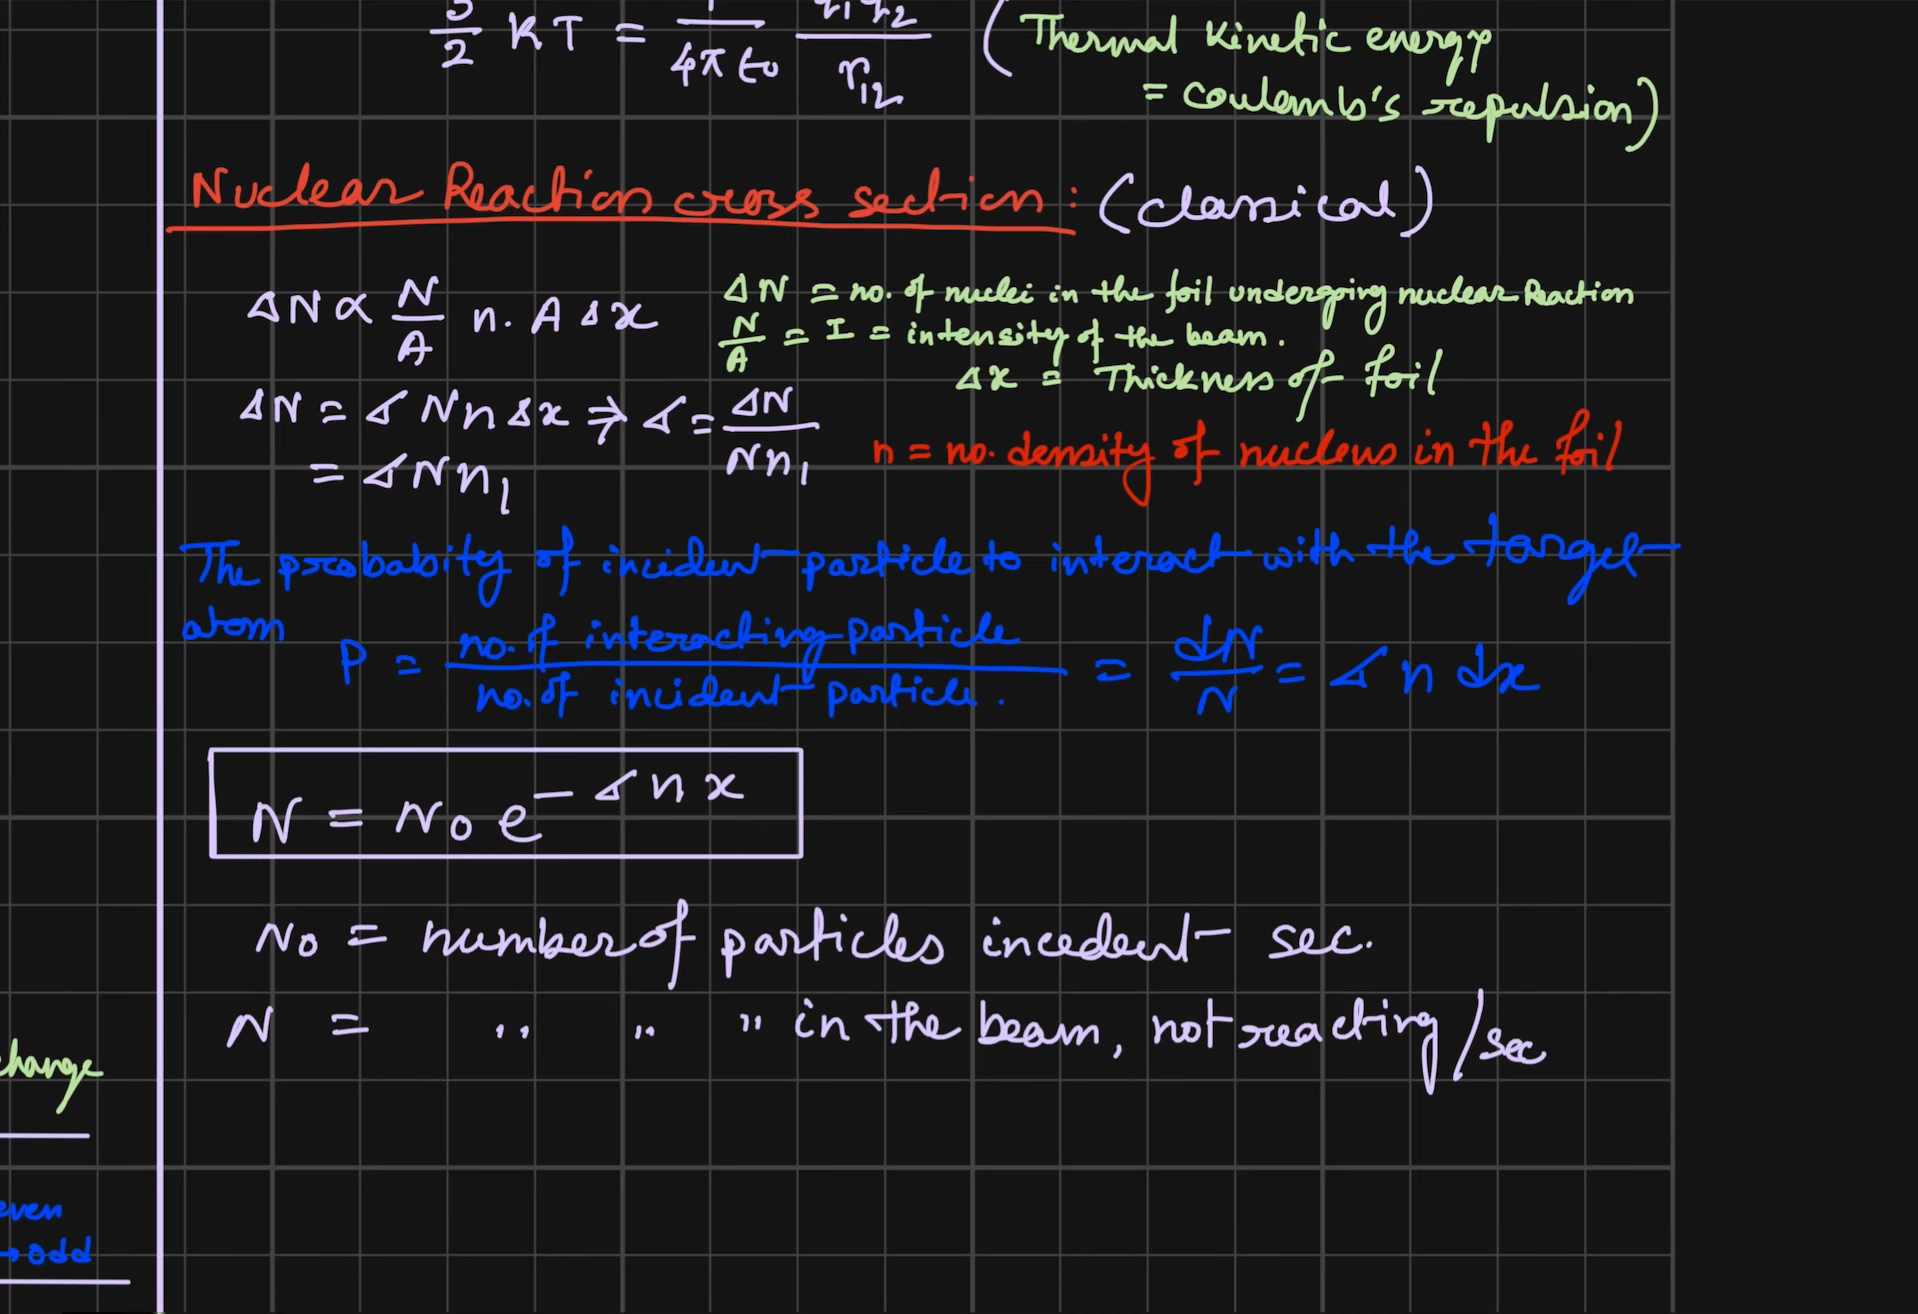 3/2 KT = 1/4πϵ0 q1q2/r12 (Thermal Kinetic energy
= coulomb's repulsion)
Nuclear Reaction cross section: (classical)
ΔN ∝ N/A n. A Δx
ΔN = no. of nuclei in the foil undergoing nuclear Reaction
N/A = I = intensity of the beam.
Δx = Thickness of foil
ΔN = σ N n Δx ⇒ σ = ΔN/Nn1
= σ N n1
n = no. density of nucleus in the foil
The probabity of incident particle to interact with the target
atom
P = no. of interacting particle/no. of incident particle. = dN/N = σ n dx
N = N0 e^-σnx
N0 = number of particles incedent sec.
N = " " " in the beam, not reacting/sec
change
even
→ odd